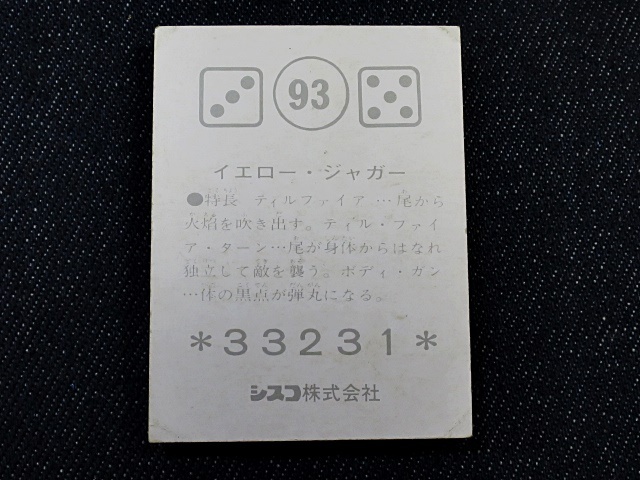 93
イエロー・ジャガー
●特長 ティルファイア…尾から
火焰を吹き出す。ティル・ファイ
ア・ターン…尾が身体からはなれ
独立して敵を襲う。ボディ・ガン
…体の黒点が弾丸になる。
*33231*
シスコ株式会社